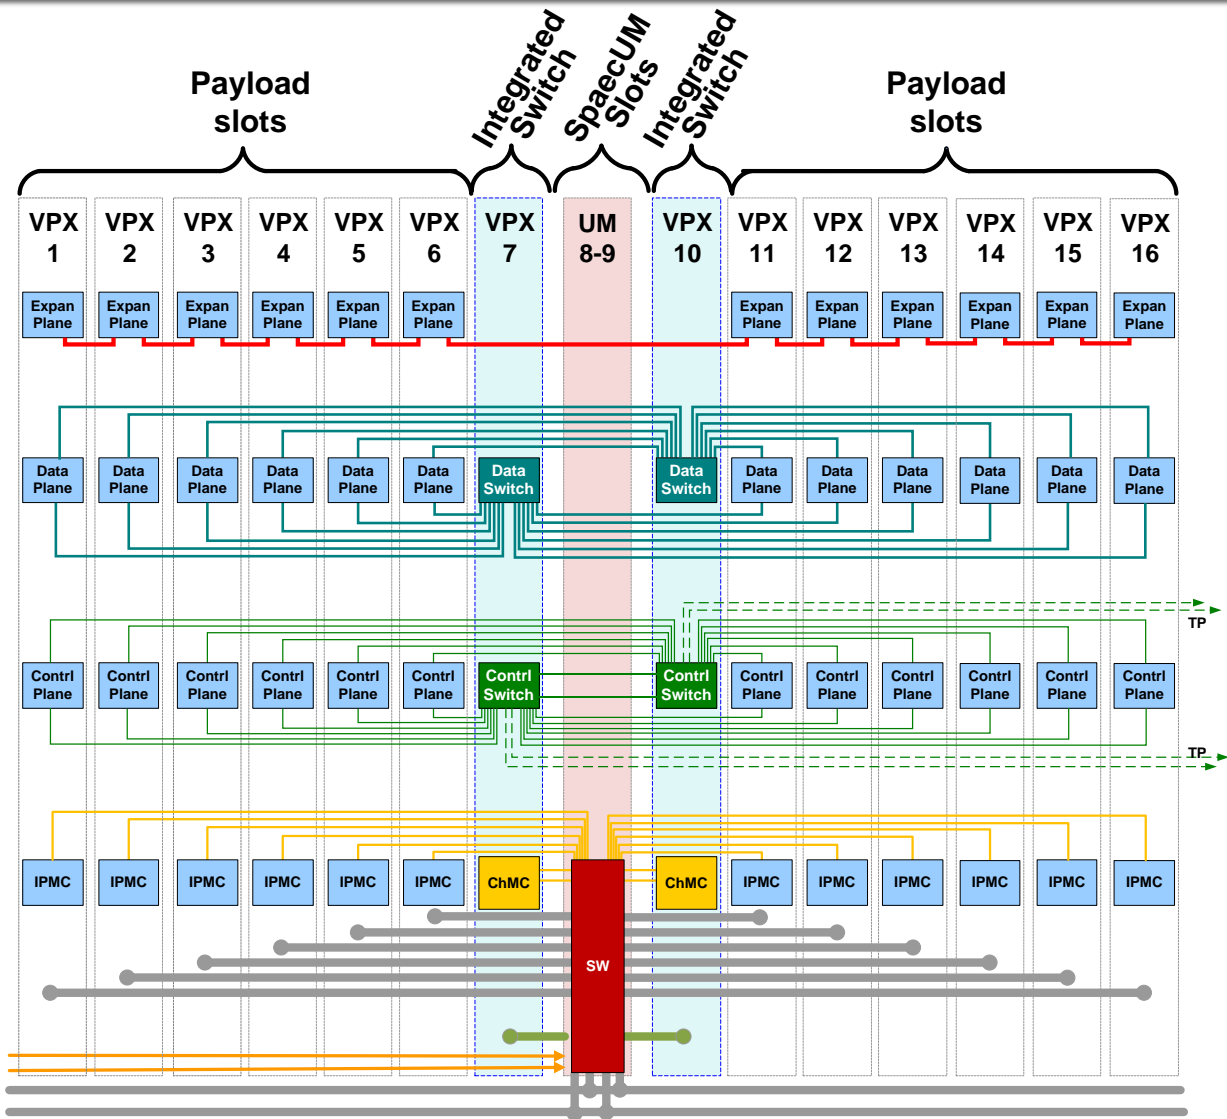 Payload
slots
Integrated
Switch
SpaecUM
Slots
Integrated
Switch
Payload
slots
VPX
1
VPX
2
VPX
3
VPX
4
VPX
5
VPX
6
VPX
7
UM
8-9
VPX
10
VPX
11
VPX
12
VPX
13
VPX
14
VPX
15
VPX
16
Expan
Plane
Expan
Plane
Expan
Plane
Expan
Plane
Expan
Plane
Expan
Plane
Expan
Plane
Expan
Plane
Expan
Plane
Expan
Plane
Expan
Plane
Expan
Plane
Data
Plane
Data
Plane
Data
Plane
Data
Plane
Data
Plane
Data
Plane
Data
Switch
Data
Switch
Data
Plane
Data
Plane
Data
Plane
Data
Plane
Data
Plane
Data
Plane
TP
Contrl
Plane
Contrl
Plane
Contrl
Plane
Contrl
Plane
Contrl
Plane
Contrl
Plane
Contrl
Switch
Contrl
Switch
Contrl
Plane
Contrl
Plane
Contrl
Plane
Contrl
Plane
Contrl
Plane
Contrl
Plane
TP
IPMC
IPMC
IPMC
IPMC
IPMC
IPMC
ChMC
ChMC
IPMC
IPMC
IPMC
IPMC
IPMC
IPMC
SW